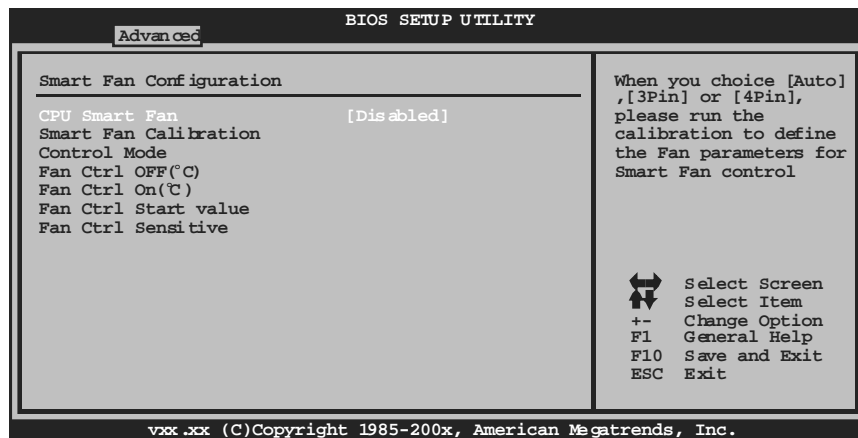 BIOS SETUP UTILITY
Advanced
Smart Fan Configuration
CPU Smart Fan [Disabled]
Smart Fan Calibration
Control Mode
Fan Ctrl OFF(°C)
Fan Ctrl On(℃)
Fan Ctrl Start value
Fan Ctrl Sensitive
When you choice [Auto]
,[3Pin] or [4Pin],
please run the
calibration to define
the Fan parameters for
Smart Fan control
Select Screen
Select Item
+- Change Option
F1 General Help
F10 Save and Exit
ESC Exit
vxx.xx (C)Copyright 1985-200x, American Megatrends, Inc.